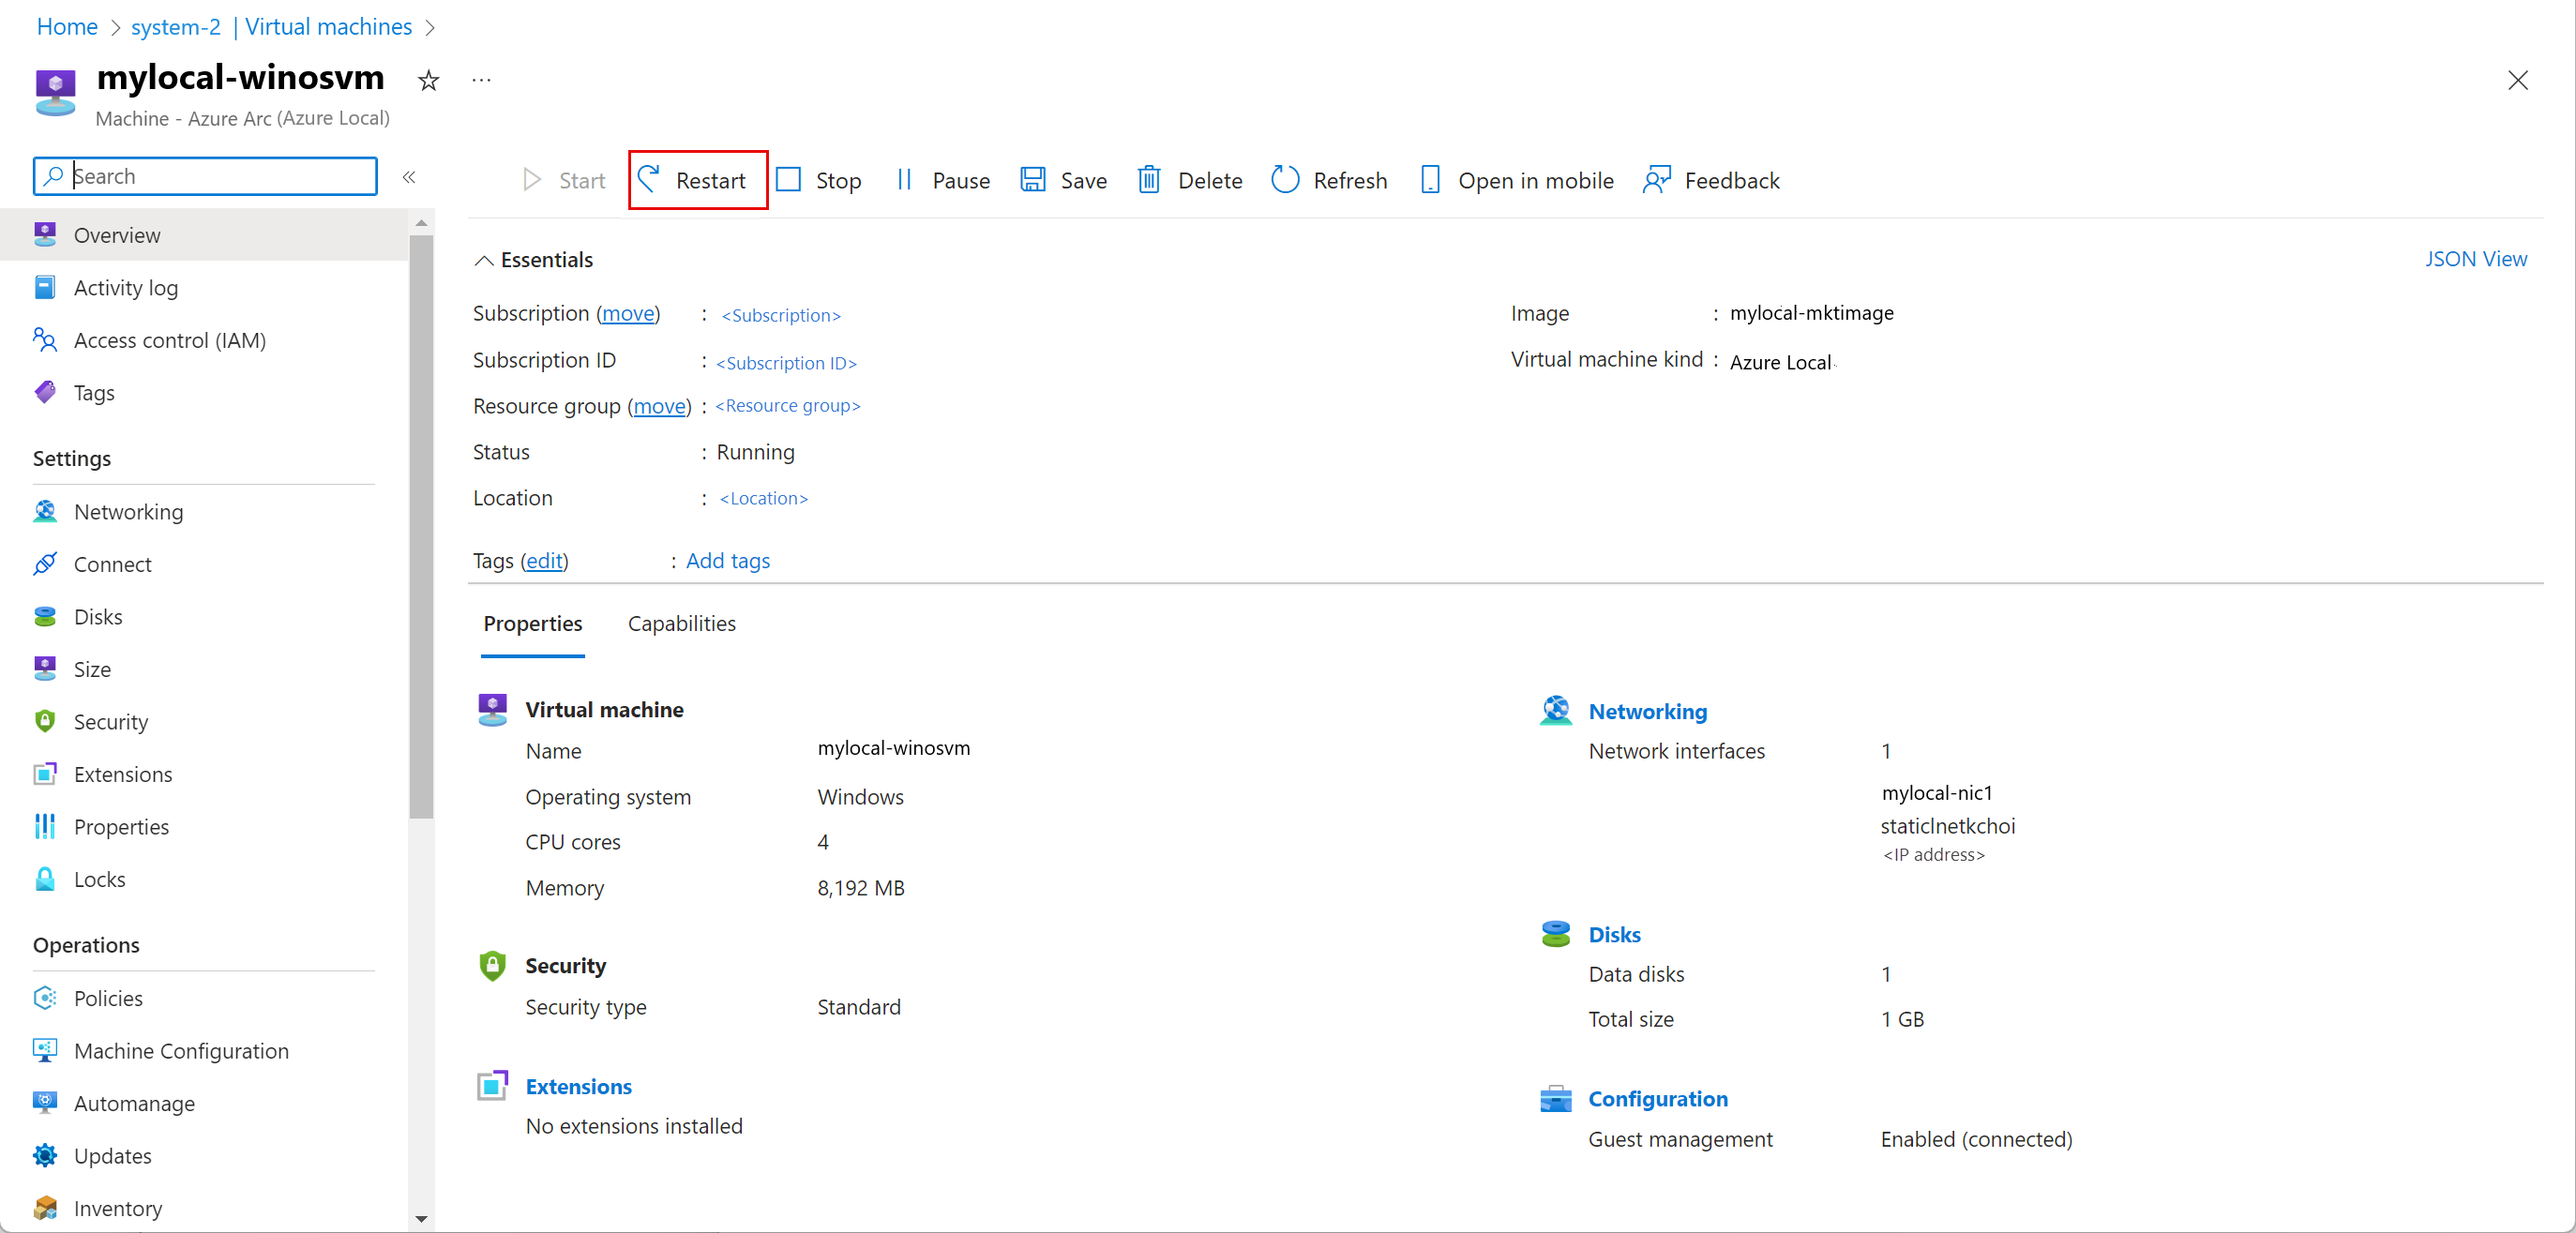 Home > system-2 | Virtual machines >
mylocal-winosvm
Machine - Azure Arc (Azure Local)
Search
Overview
Activity log
Access control (IAM)
Tags
Settings
Networking
Connect
Disks
Size
Security
Extensions
Properties
Locks
Operations
Policies
Machine Configuration
Automanage
Updates
Inventory
Start Restart Stop Pause Save Delete Refresh Open in mobile Feedback
Essentials
JSON View
Subscription (move) : <Subscription>
Subscription ID : <Subscription ID>
Resource group (move) : <Resource group>
Status : Running
Location : <Location>
Image : mylocal-mktimage
Virtual machine kind : Azure Local
Tags (edit) : Add tags
Properties Capabilities
Virtual machine
Name mylocal-winosvm
Operating system Windows
CPU cores 4
Memory 8,192 MB
Security
Security type Standard
Extensions
No extensions installed
Networking
Network interfaces 1
mylocal-nic1
staticlnetkchoi
<IP address>
Disks
Data disks 1
Total size 1 GB
Configuration
Guest management Enabled (connected)